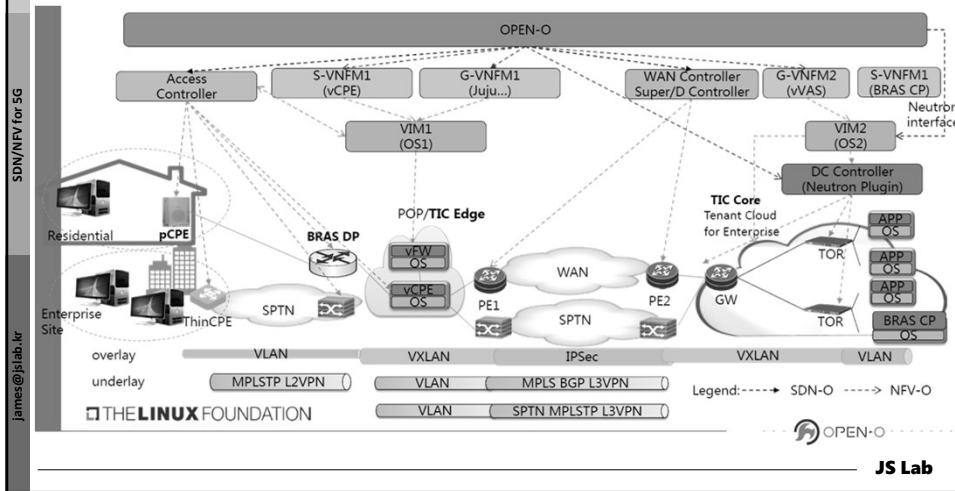 SDN/NFV for 5G
james@jslab.kr
OPEN-O
Access
Controller
S-VNFM1
(vCPE)
G-VNFM1
(Juju...)
WAN Controller
Super/D Controller
G-VNFM2
(vVAS)
S-VNFM1
(BRAS CP)
Neutron
interface
VIM1
(OS1)
VIM2
(OS2)
DC Controller
(Neutron Plugin)
Residential
pCPE
BRAS DP
POP/TIC Edge
TIC Core
Tenant Cloud
for Enterprise
vFW
OS
vCPE
OS
PE1
WAN
PE2
GW
TOR
TOR
APP
OS
APP
OS
APP
OS
BRAS CP
OS
Enterprise
Site
ThinCPE
SPTN
SPTN
overlay
VLAN
VXLAN
IPSec
VXLAN
VLAN
underlay
MPLSTP L2VPN
VLAN
MPLS BGP L3VPN
VLAN
SPTN MPLSTP L3VPN
Legend:
SDN-O
NFV-O
THE LINUX FOUNDATION
OPEN-O
JS Lab